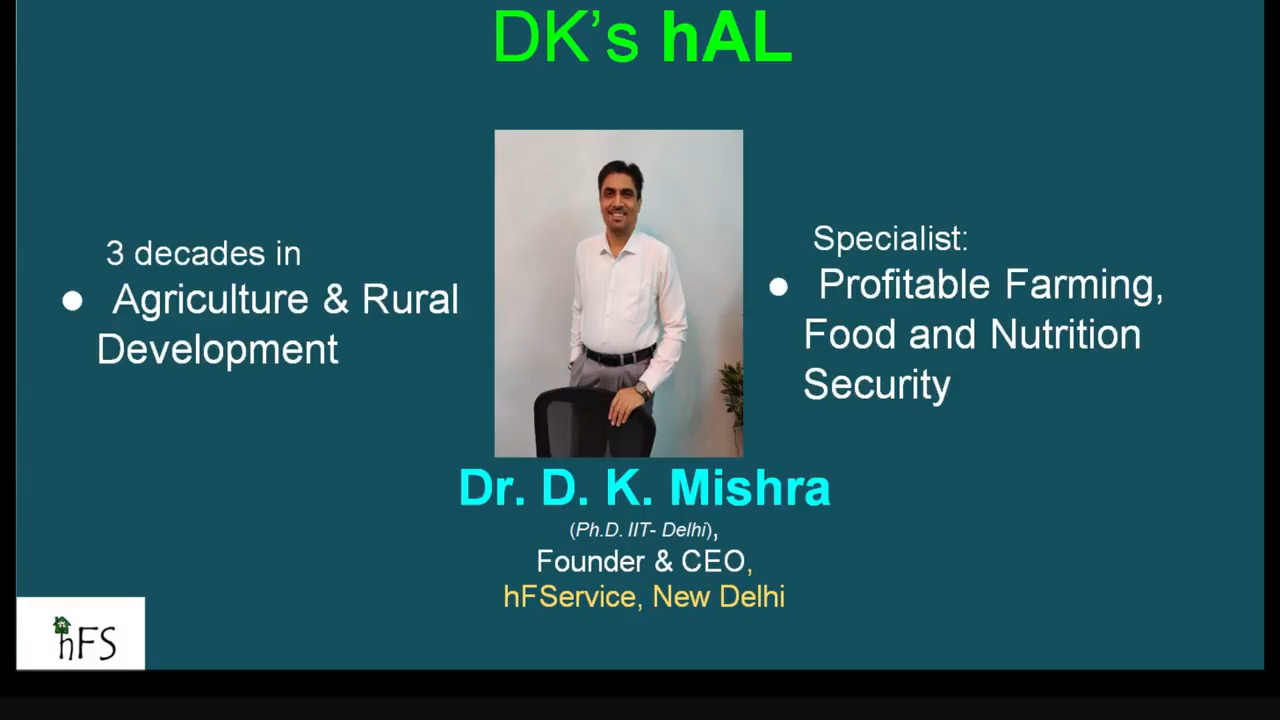 DK's hAL
3 decades in
● Agriculture & Rural
Development
Specialist:
● Profitable Farming,
Food and Nutrition
Security
Dr. D. K. Mishra
(Ph.D. IIT- Delhi),
Founder & CEO,
hFService, New Delhi
hFS